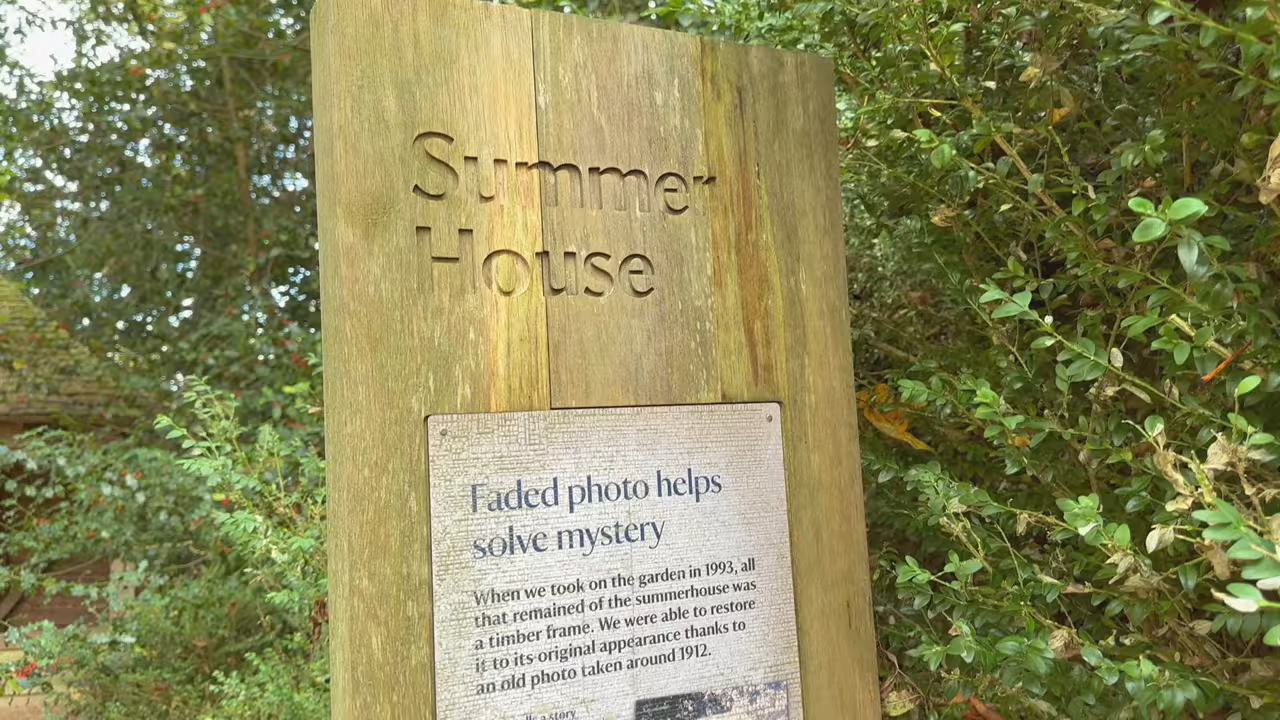 Summer
House
Faded photo helps
solve mystery
When we took on the garden in 1993, all
that remained of the summerhouse was
a timber frame. We were able to restore
it to its original appearance thanks to
an old photo taken around 1912.
a story